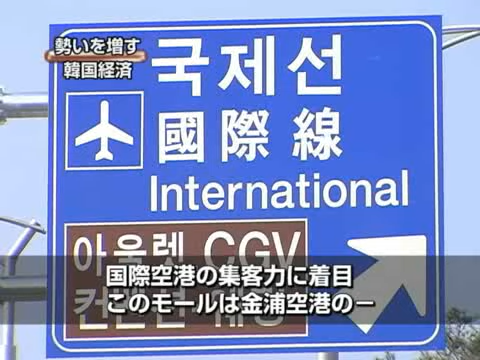 勢いを増す
韓国経済
국제선
國際線
International
아울렛 CGV
国際空港の集客力に着目
このモールは金浦空港の－